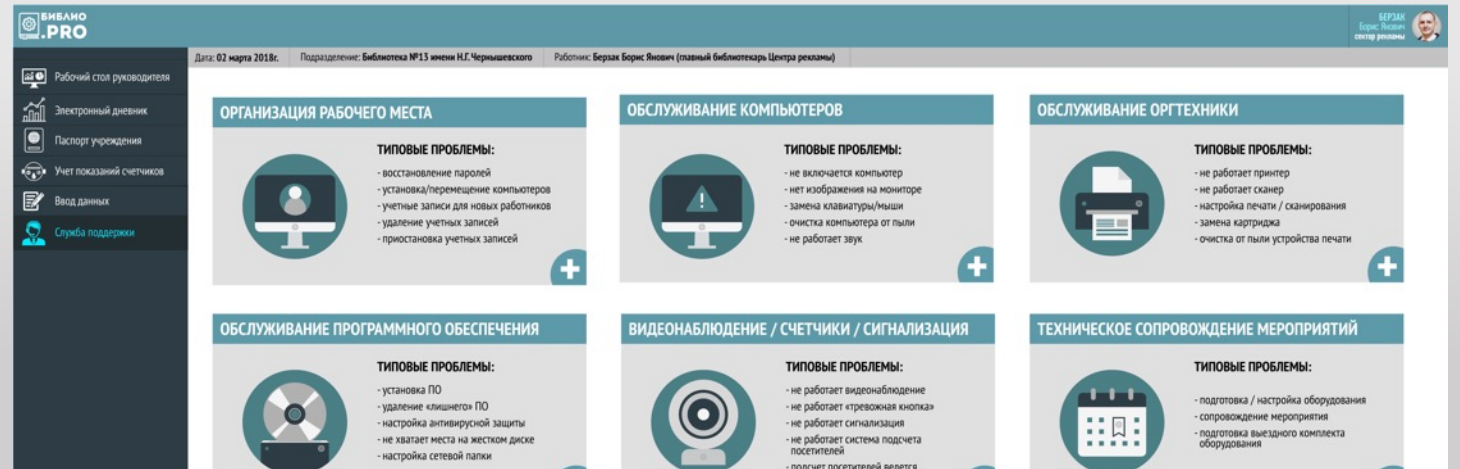 БИБЛИО
.PRO
БЕРЗАК
Борис Янович
сектор рекламы
Дата: 02 марта 2018г. Подразделение: Библиотека №13 имени Н.Г. Чернышевского Работник: Берзак Борис Янович (главный библиотекарь Центра рекламы)
Рабочий стол руководителя
Электронный дневник
Паспорт учреждения
Учет показаний счетчиков
Ввод данных
Служба поддержки
ОРГАНИЗАЦИЯ РАБОЧЕГО МЕСТА
ТИПОВЫЕ ПРОБЛЕМЫ:
- восстановление паролей
- установка/перемещение компьютеров
- учетные записи для новых работников
- удаление учетных записей
- приостановка учетных записей
ОБСЛУЖИВАНИЕ КОМПЬЮТЕРОВ
ТИПОВЫЕ ПРОБЛЕМЫ:
- не включается компьютер
- нет изображения на мониторе
- замена клавиатуры/мыши
- очистка компьютера от пыли
- не работает звук
ОБСЛУЖИВАНИЕ ОРГТЕХНИКИ
ТИПОВЫЕ ПРОБЛЕМЫ:
- не работает принтер
- не работает сканер
- настройка печати / сканирования
- замена картриджа
- очистка от пыли устройства печати
ОБСЛУЖИВАНИЕ ПРОГРАММНОГО ОБЕСПЕЧЕНИЯ
ТИПОВЫЕ ПРОБЛЕМЫ:
- установка ПО
- удаление «лишнего» ПО
- настройка антивирусной защиты
- не хватает места на жестком диске
- настройка сетевой папки
ВИДЕОНАБЛЮДЕНИЕ / СЧЕТЧИКИ / СИГНАЛИЗАЦИЯ
ТИПОВЫЕ ПРОБЛЕМЫ:
- не работает видеонаблюдение
- не работает «тревожная кнопка»
- не работает сигнализация
- не работает система подсчета
посетителей
- подсчет посетителей ведется
ТЕХНИЧЕСКОЕ СОПРОВОЖДЕНИЕ МЕРОПРИЯТИЙ
ТИПОВЫЕ ПРОБЛЕМЫ:
- подготовка / настройка оборудования
- сопровождение мероприятия
- подготовка выездного комплекта
оборудования